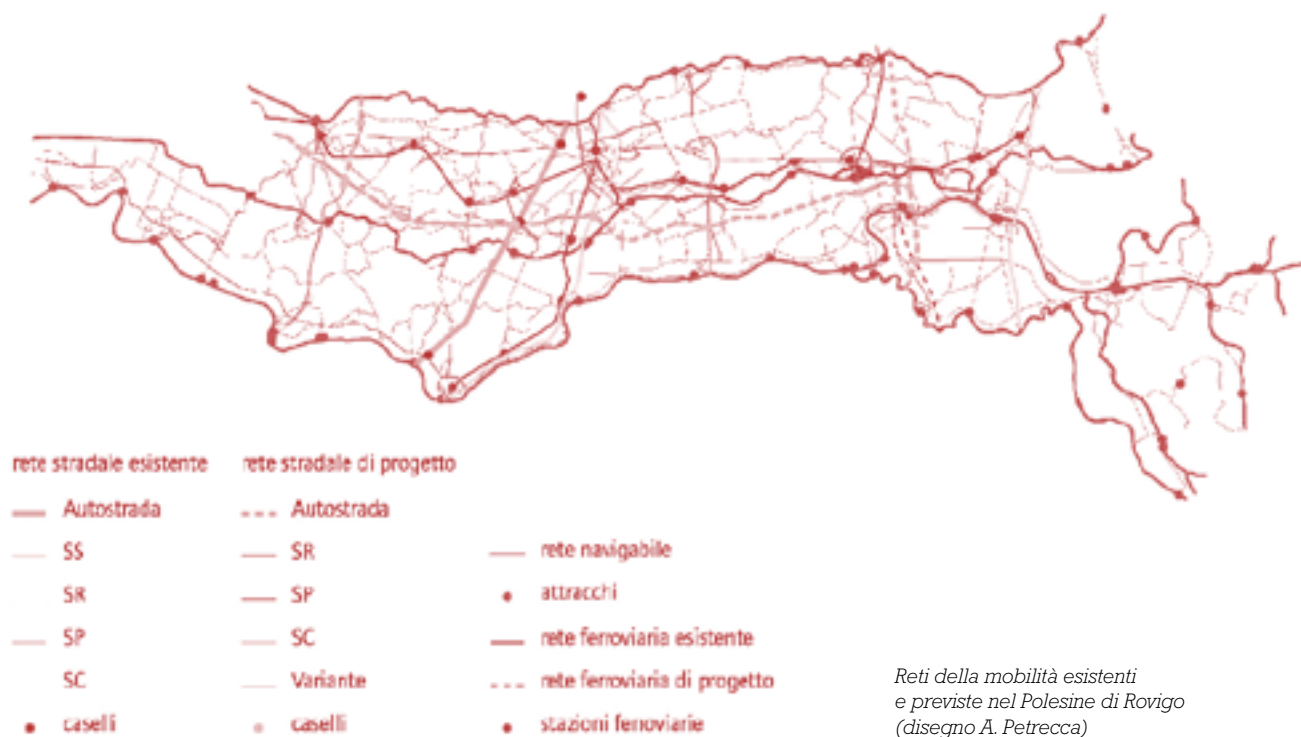 rete stradale esistente
Autostrada
SS
SR
SP
SC
caselli
rete stradale di progetto
Autostrada
SR
SP
SC
Variante
caselli
rete navigabile
attracchi
rete ferroviaria esistente
rete ferroviaria di progetto
stazioni ferroviarie
Reti della mobilità esistenti
e previste nel Polesine di Rovigo
(disegno A. Petrecca)